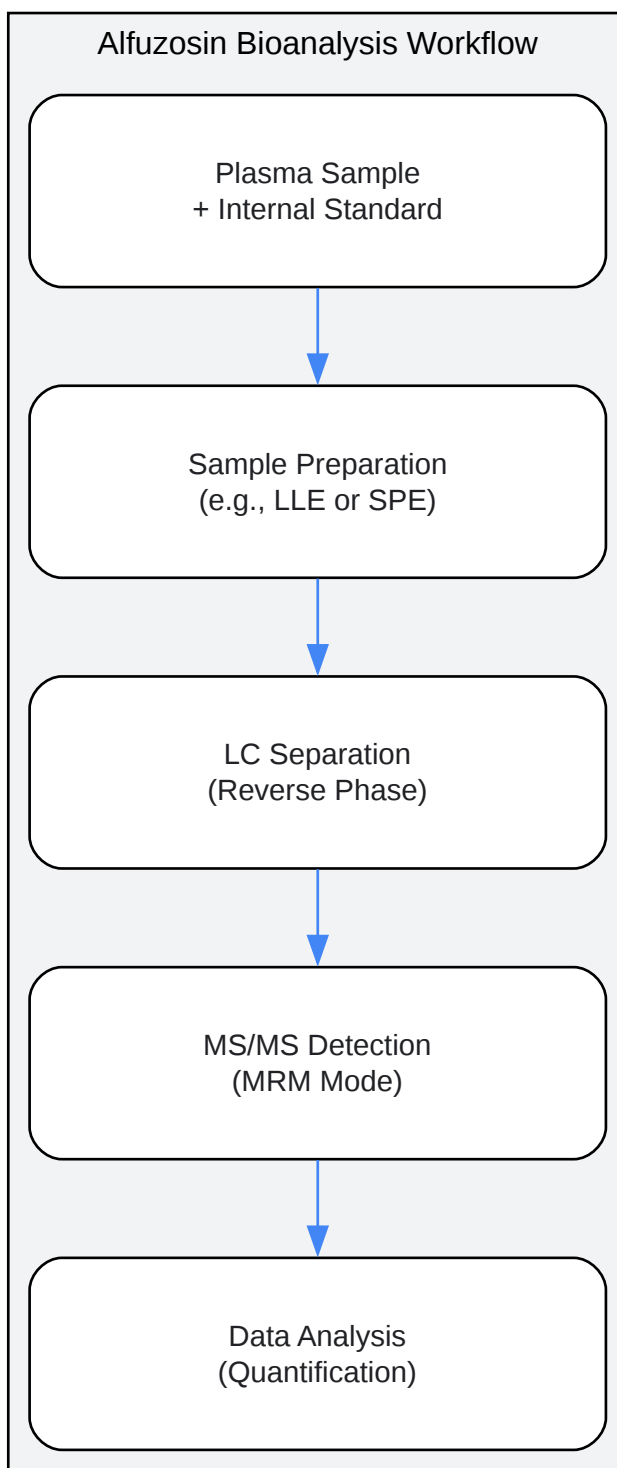 Alfuzosin Bioanalysis Workflow
Plasma Sample
+ Internal Standard
Sample Preparation
(e.g., LLE or SPE)
LC Separation
(Reverse Phase)
MS/MS Detection
(MRM Mode)
Data Analysis
(Quantification)